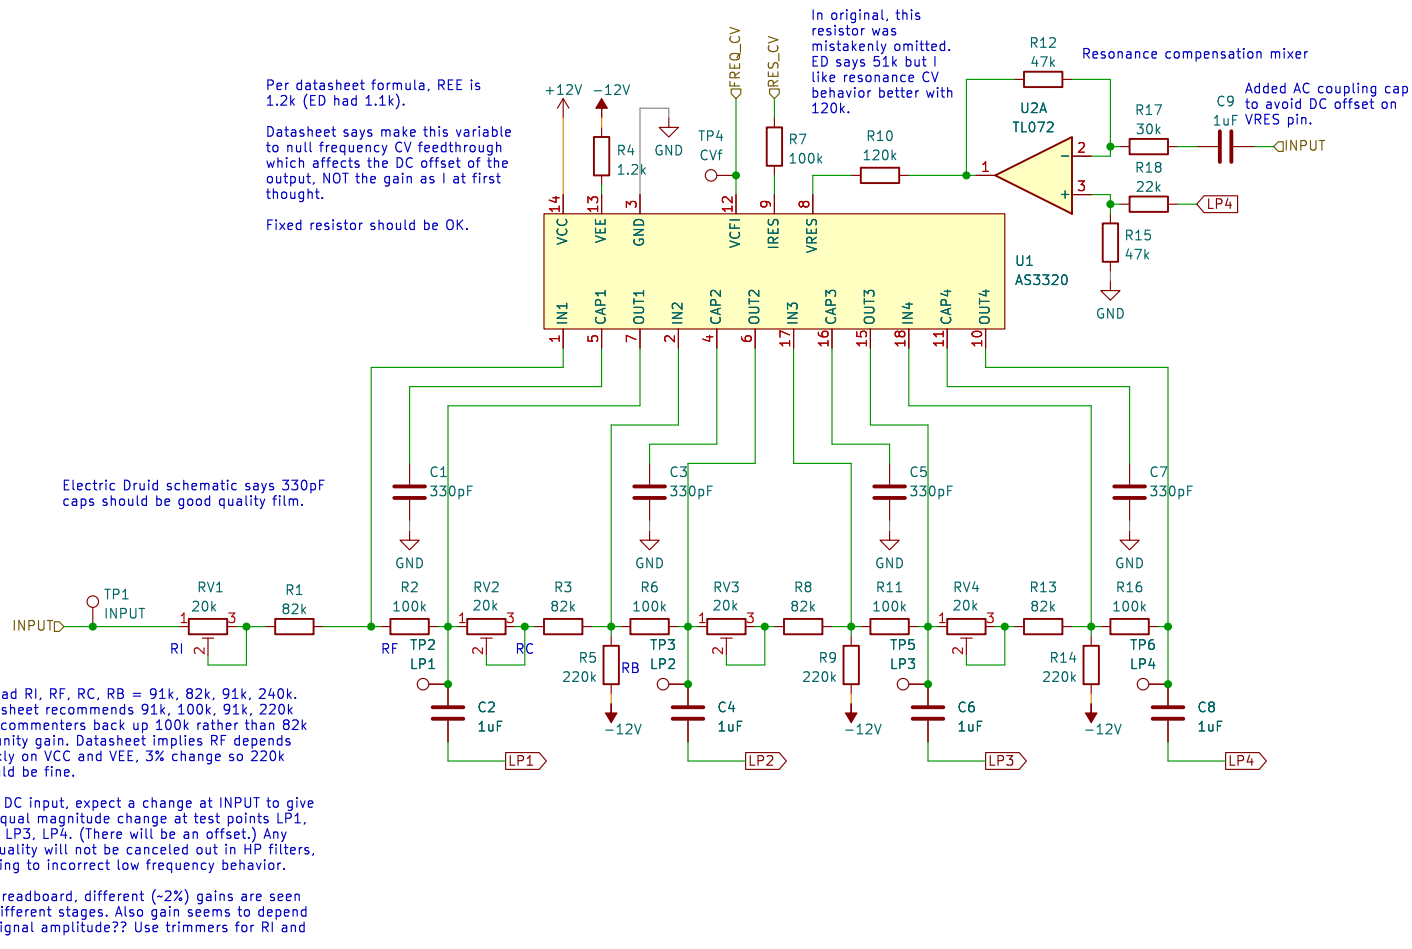 In original, this
resistor was
mistakenly omitted.
ED says 51k but I
like resonance CV
behavior better with
120k.
R12
47k
Resonance compensation mixer
Per datasheet formula, REE is
1.2k (ED had 1.1k).
Datasheet says make this variable
to null frequency CV feedthrough
which affects the DC offset of the
output, NOT the gain as I at first
thought.
Fixed resistor should be OK.
+12V
-12V
FREQ_CV
RES_CV
Added AC coupling cap
to avoid DC offset on
VRES pin.
U2A
TL072
R17
30k
C9
1uF
INPUT
TP4
CVf
R4
1.2k
GND
R7
100k
R10
120k
1
2
3
-
+
R18
22k
LP4
R15
47k
GND
14
13
3
12
9
8
VCC
VEE
GND
VCFI
IRES
VRES
U1
AS3320
IN1
CAP1
OUT1
IN2
CAP2
OUT2
IN3
CAP3
OUT3
IN4
CAP4
OUT4
1
5
7
2
4
6
17
16
15
18
11
10
Electric Druid schematic says 330pF
caps should be good quality film.
C1
330pF
GND
C3
330pF
GND
C5
330pF
GND
C7
330pF
GND
INPUT
TP1
INPUT
RV1
20k
1
3
2
RI
R1
82k
R2
100k
RF
RV2
20k
1
3
2
RC
R3
82k
R6
100k
RV3
20k
1
3
2
R8
82k
R11
100k
RV4
20k
1
3
2
R13
82k
R16
100k
TP2
LP1
R5
220k
RB
-12V
TP3
LP2
R9
220k
-12V
TP5
LP3
R14
220k
-12V
TP6
LP4
C2
1uF
LP1
C4
1uF
LP2
C6
1uF
LP3
C8
1uF
LP4
ad RI, RF, RC, RB = 91k, 82k, 91k, 240k.
sheet recommends 91k, 100k, 91k, 220k
commenters back up 100k rather than 82k
nity gain. Datasheet implies RF depends
kly on VCC and VEE, 3% change so 220k
ld be fine.
DC input, expect a change at INPUT to give
qual magnitude change at test points LP1,
LP3, LP4. (There will be an offset.) Any
uality will not be canceled out in HP filters,
ing to incorrect low frequency behavior.
readboard, different (~2%) gains are seen
ifferent stages. Also gain seems to depend
ignal amplitude?? Use trimmers for RI and